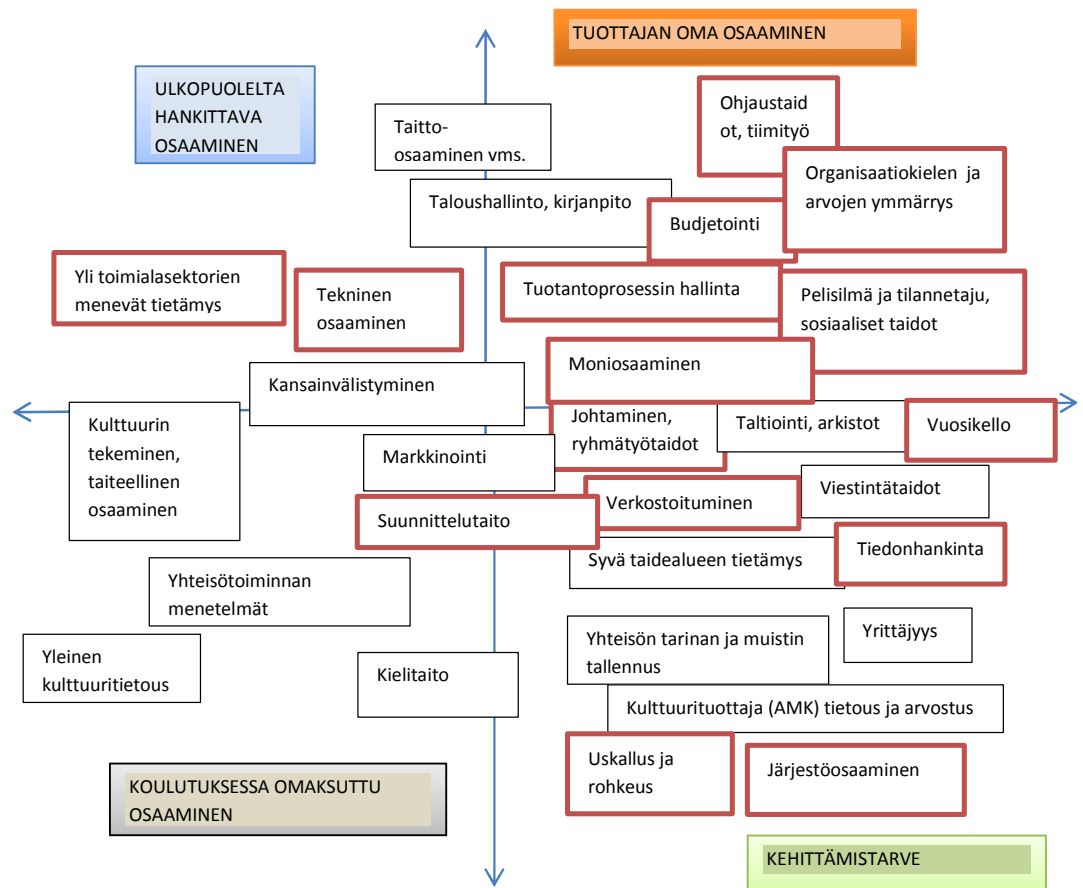 TUOTTAJAN OMA OSAAMINEN
ULKOPUOLELTA
HANKITTAVA
OSAAMINEN
Ohjaustaid
ot, tiimityö
Taitto-
osaaminen vms.
Organisaatiokielen ja
arvojen ymmärrys
Taloushallinto, kirjanpito
Budjetointi
Yli toimialasektorien
menevät tietämys
Tekninen
osaaminen
Tuotantoprosessin hallinta
Pelisilmä ja tilannetaju,
sosiaaliset taidot
Moniosaaminen
Kansainvälistyminen
Kulttuurin
tekeminen,
taiteellinen
osaaminen
Johtaminen,
ryhmätyötaidot
Taltiointi, arkistot
Vuosikello
Markkinointi
Viestintätaidot
Verkostoituminen
Suunnittelutaito
Syvä taidealueen tietämys
Tiedonhankinta
Yhteisötoiminnan
menetelmät
Yrittäjyys
Yhteisön tarinan ja muistin
tallennus
Yleinen
kulttuuritietous
Kielitaito
Kulttuurituottaja (AMK) tietous ja arvostus
Uskallus ja
rohkeus
Järjestöosaaminen
KOULUTUKSESSA OMAKSUTTU
OSAAMINEN
KEHITTÄMISTARVE